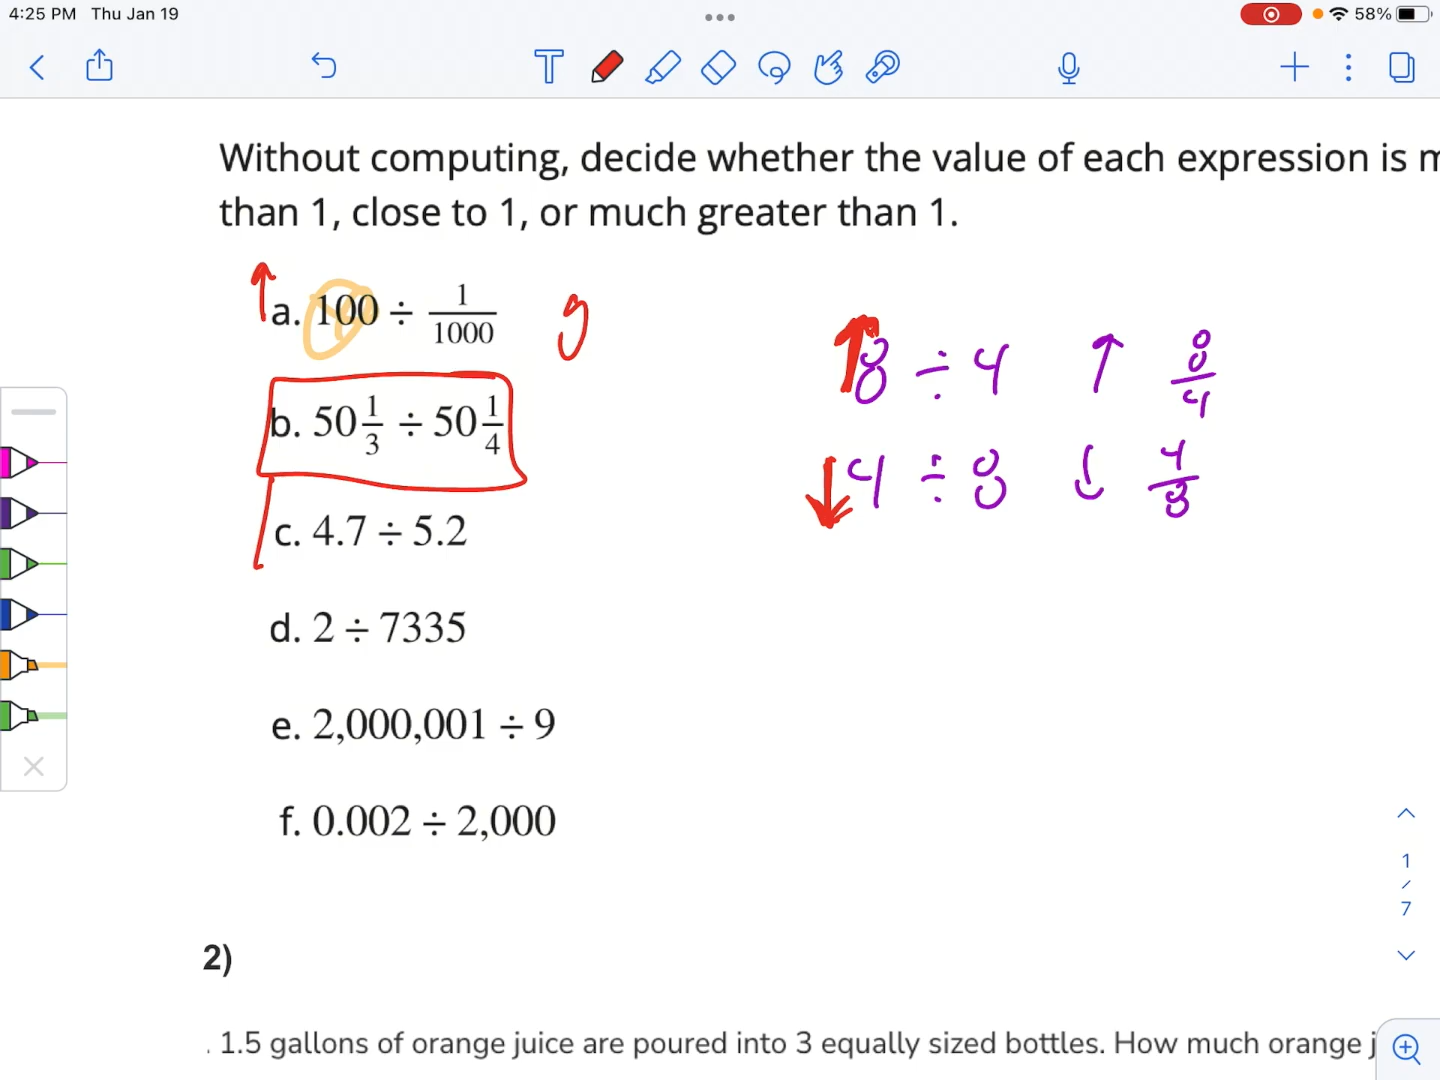 4:25 PM Thu Jan 19
58%
Without computing, decide whether the value of each expression is m
than 1, close to 1, or much greater than 1.
a. 100 ÷ 1/1000 g
b. 50 1/3 ÷ 50 1/4
c. 4.7 ÷ 5.2
d. 2 ÷ 7335
e. 2,000,001 ÷ 9
f. 0.002 ÷ 2,000
8 ÷ 4 ↑ 8/4
4 ÷ 8 ↓ 4/8
2)
. 1.5 gallons of orange juice are poured into 3 equally sized bottles. How much orange j
1
/
7